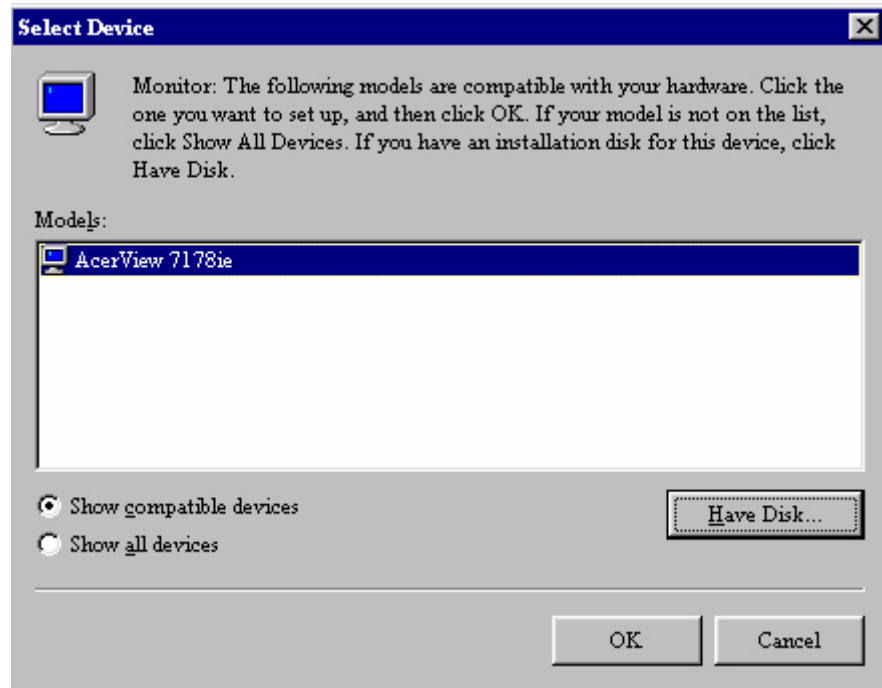 Select Device
Monitor: The following models are compatible with your hardware. Click the
one you want to set up, and then click OK. If your model is not on the list,
click Show All Devices. If you have an installation disk for this device, click
Have Disk.
Models:
AcerView 7178ie
Show compatible devices
Have Disk...
Show all devices
OK
Cancel